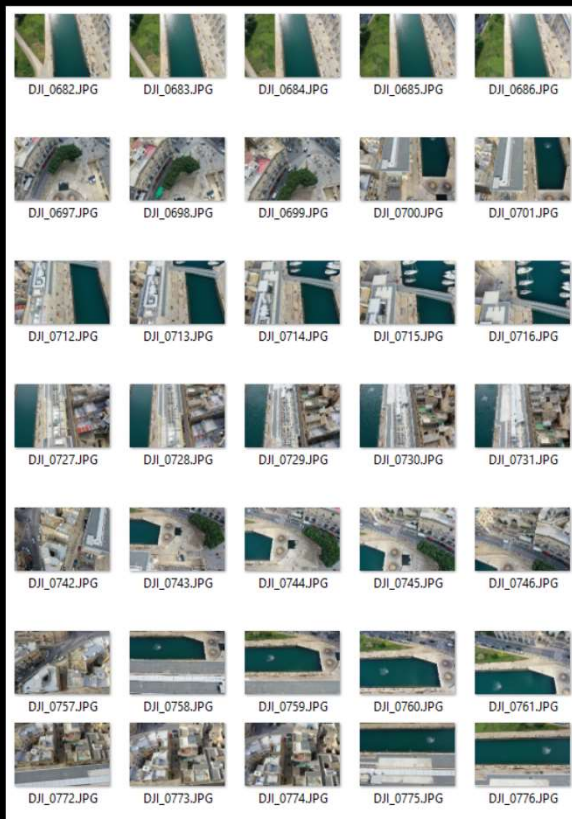 DJI_0682.JPG DJI_0683.JPG DJI_0684.JPG DJI_0685.JPG DJI_0686.JPG
DJI_0697.JPG DJI_0698.JPG DJI_0699.JPG DJI_0700.JPG DJI_0701.JPG
DJI_0712.JPG DJI_0713.JPG DJI_0714.JPG DJI_0715.JPG DJI_0716.JPG
DJI_0727.JPG DJI_0728.JPG DJI_0729.JPG DJI_0730.JPG DJI_0731.JPG
DJI_0742.JPG DJI_0743.JPG DJI_0744.JPG DJI_0745.JPG DJI_0746.JPG
DJI_0757.JPG DJI_0758.JPG DJI_0759.JPG DJI_0760.JPG DJI_0761.JPG
DJI_0772.JPG DJI_0773.JPG DJI_0774.JPG DJI_0775.JPG DJI_0776.JPG